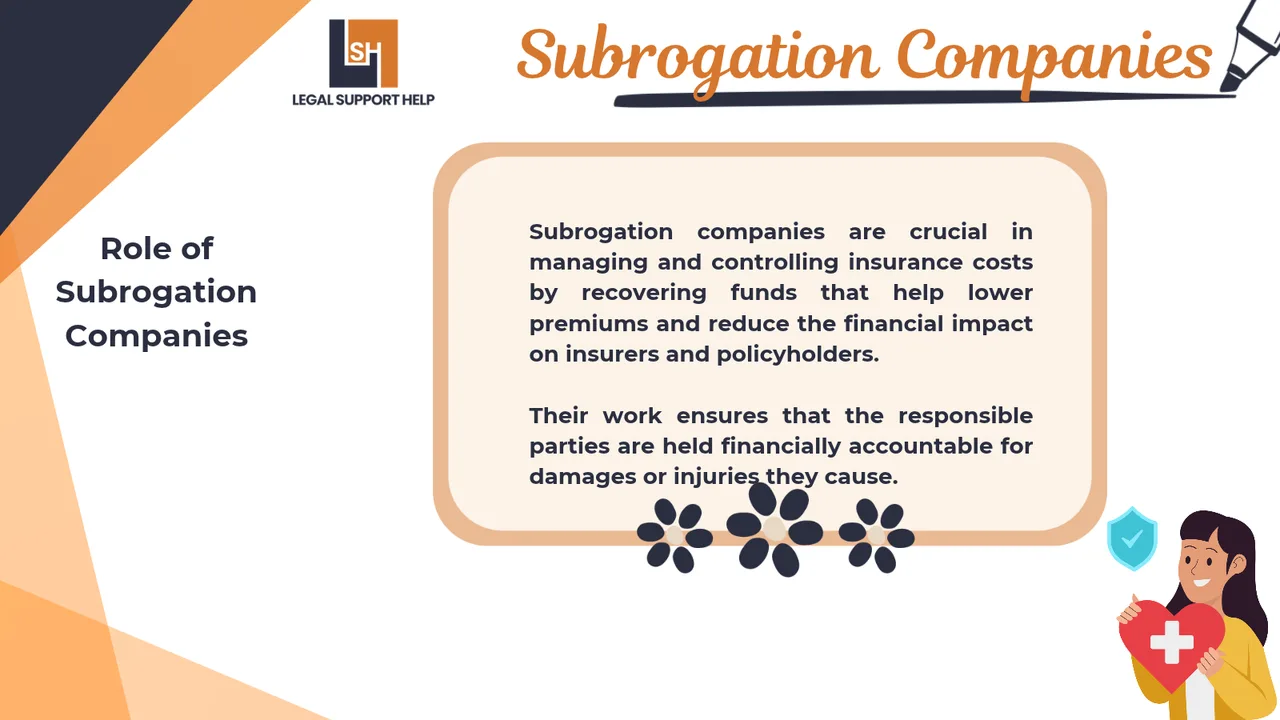 LSH
LEGAL SUPPORT HELP
Subrogation Companies
Role of
Subrogation
Companies
Subrogation companies are crucial in
managing and controlling insurance costs
by recovering funds that help lower
premiums and reduce the financial impact
on insurers and policyholders.
Their work ensures that the responsible
parties are held financially accountable for
damages or injuries they cause.